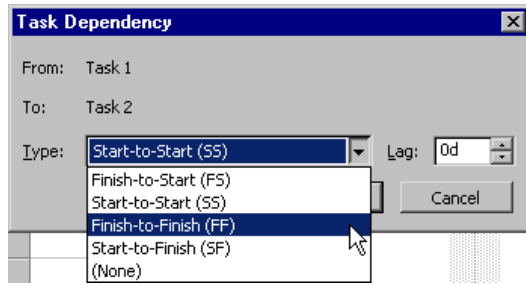 Task Dependency
From: Task 1
To: Task 2
Type: Start-to-Start (SS) Lag: 0d
Finish-to-Start (FS)
Start-to-Start (SS)
Finish-to-Finish (FF)
Start-to-Finish (SF)
(None)
Cancel